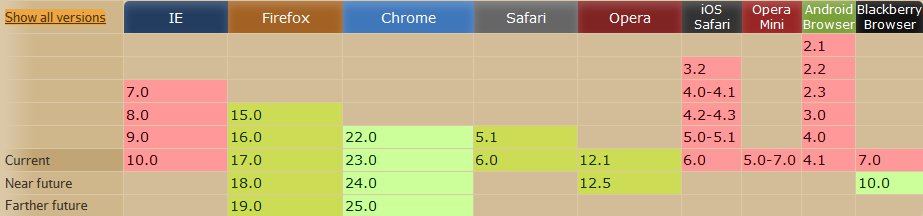 Show all versions IE Firefox Chrome Safari Opera iOS Safari Opera Mini Android Browser Blackberry Browser
2.1
3.2 2.2
7.0 4.0-4.1 2.3
8.0 15.0 4.2-4.3 3.0
9.0 16.0 22.0 5.1 5.0-5.1 4.0
Current 10.0 17.0 23.0 6.0 12.1 6.0 5.0-7.0 4.1 7.0
Near future 18.0 24.0 12.5 10.0
Farther future 19.0 25.0